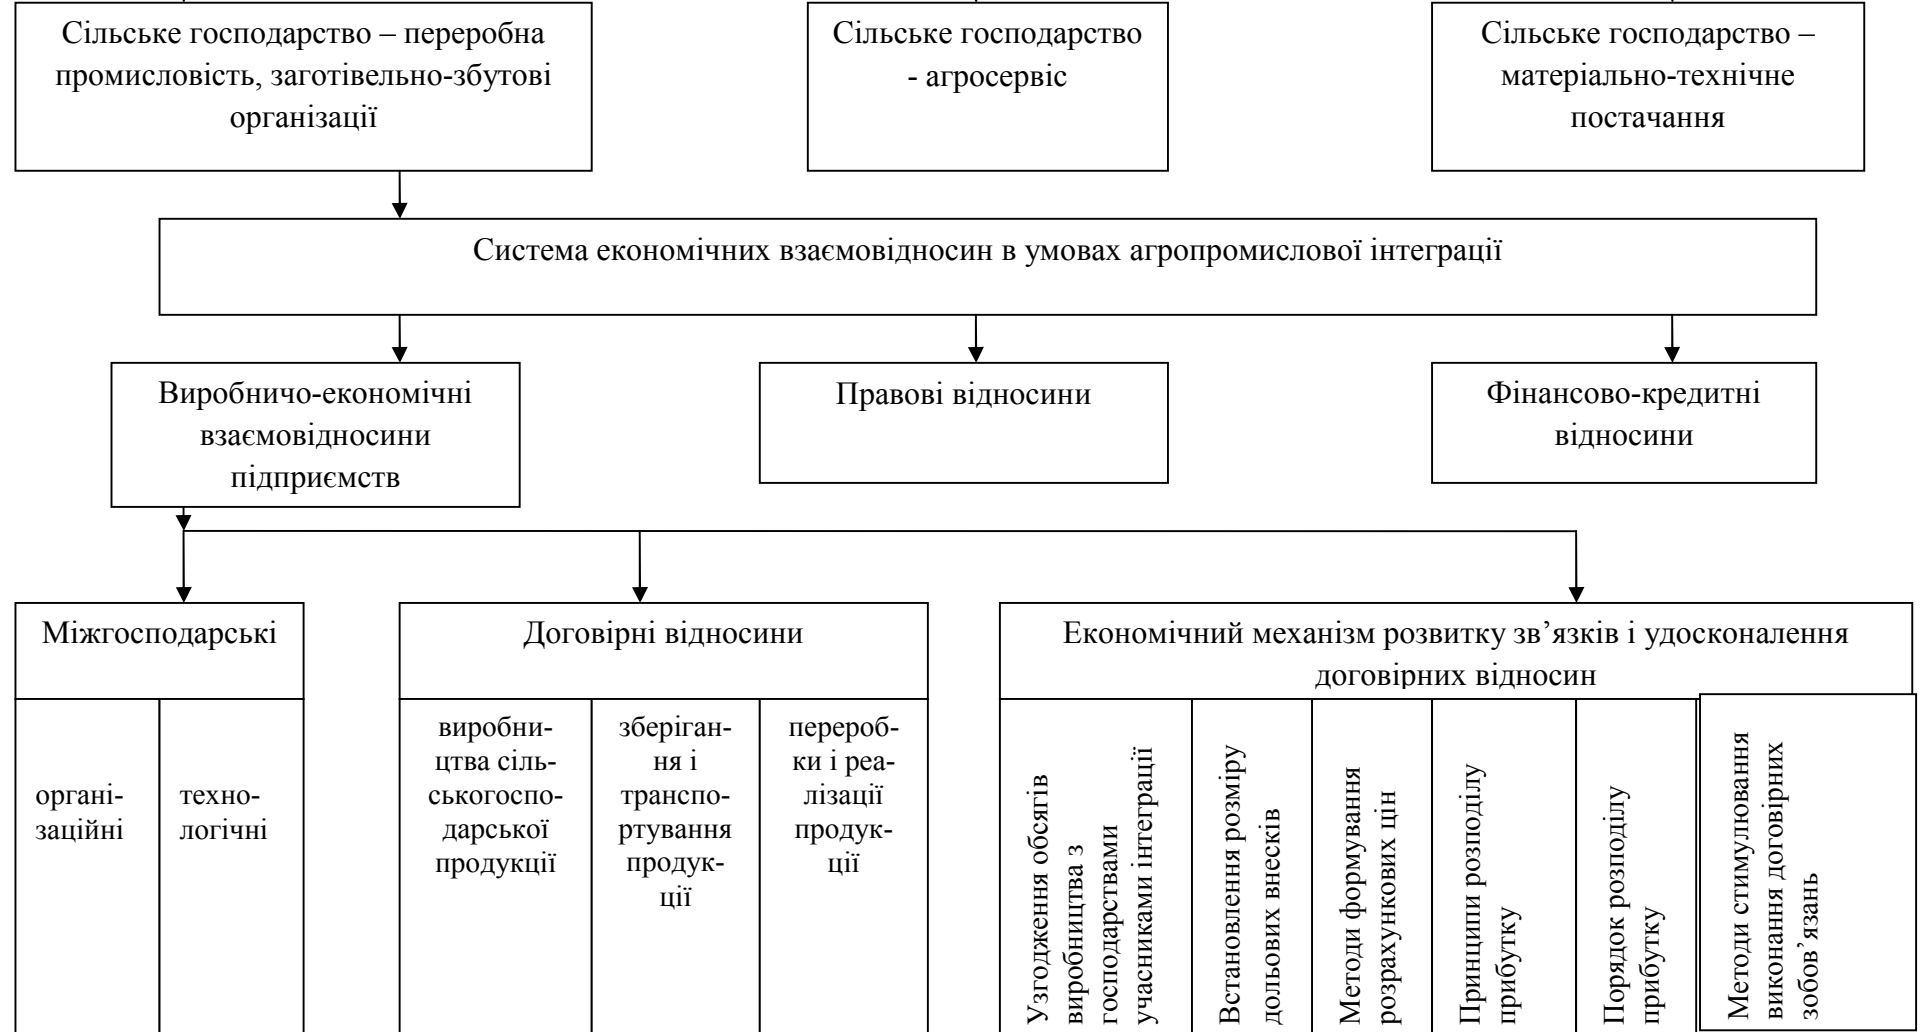 Сільське господарство – переробна
промисловість, заготівельно-збутові
організації
Сільське господарство
- агросервіс
Сільське господарство –
матеріально-технічне
постачання
Система економічних взаємовідносин в умовах агропромислової інтеграції
Виробничо-економічні
взаємовідносини
підприємств
Правові відносини
Фінансово-кредитні
відносини
Міжгосподарські
органі-
заційні
техно-
логічні
Договірні відносини
виробни-
цтва сіль-
ськогоспо-
дарської
продукції
зберіган-
ня і
транспо-
ртування
продук-
ції
перероб-
ки і реа-
лізації
продук-
ції
Економічний механізм розвитку зв’язків і удосконалення
договірних відносин
Узгодження обсягів
виробництва з
господарствами
учасниками інтеграції
Встановлення розміру
дольових внесків
Методи формування
розрахункових цін
Принципи розподілу
прибутку
Порядок розподілу
прибутку
Методи стимулювання
виконання договірних
зобов’язань